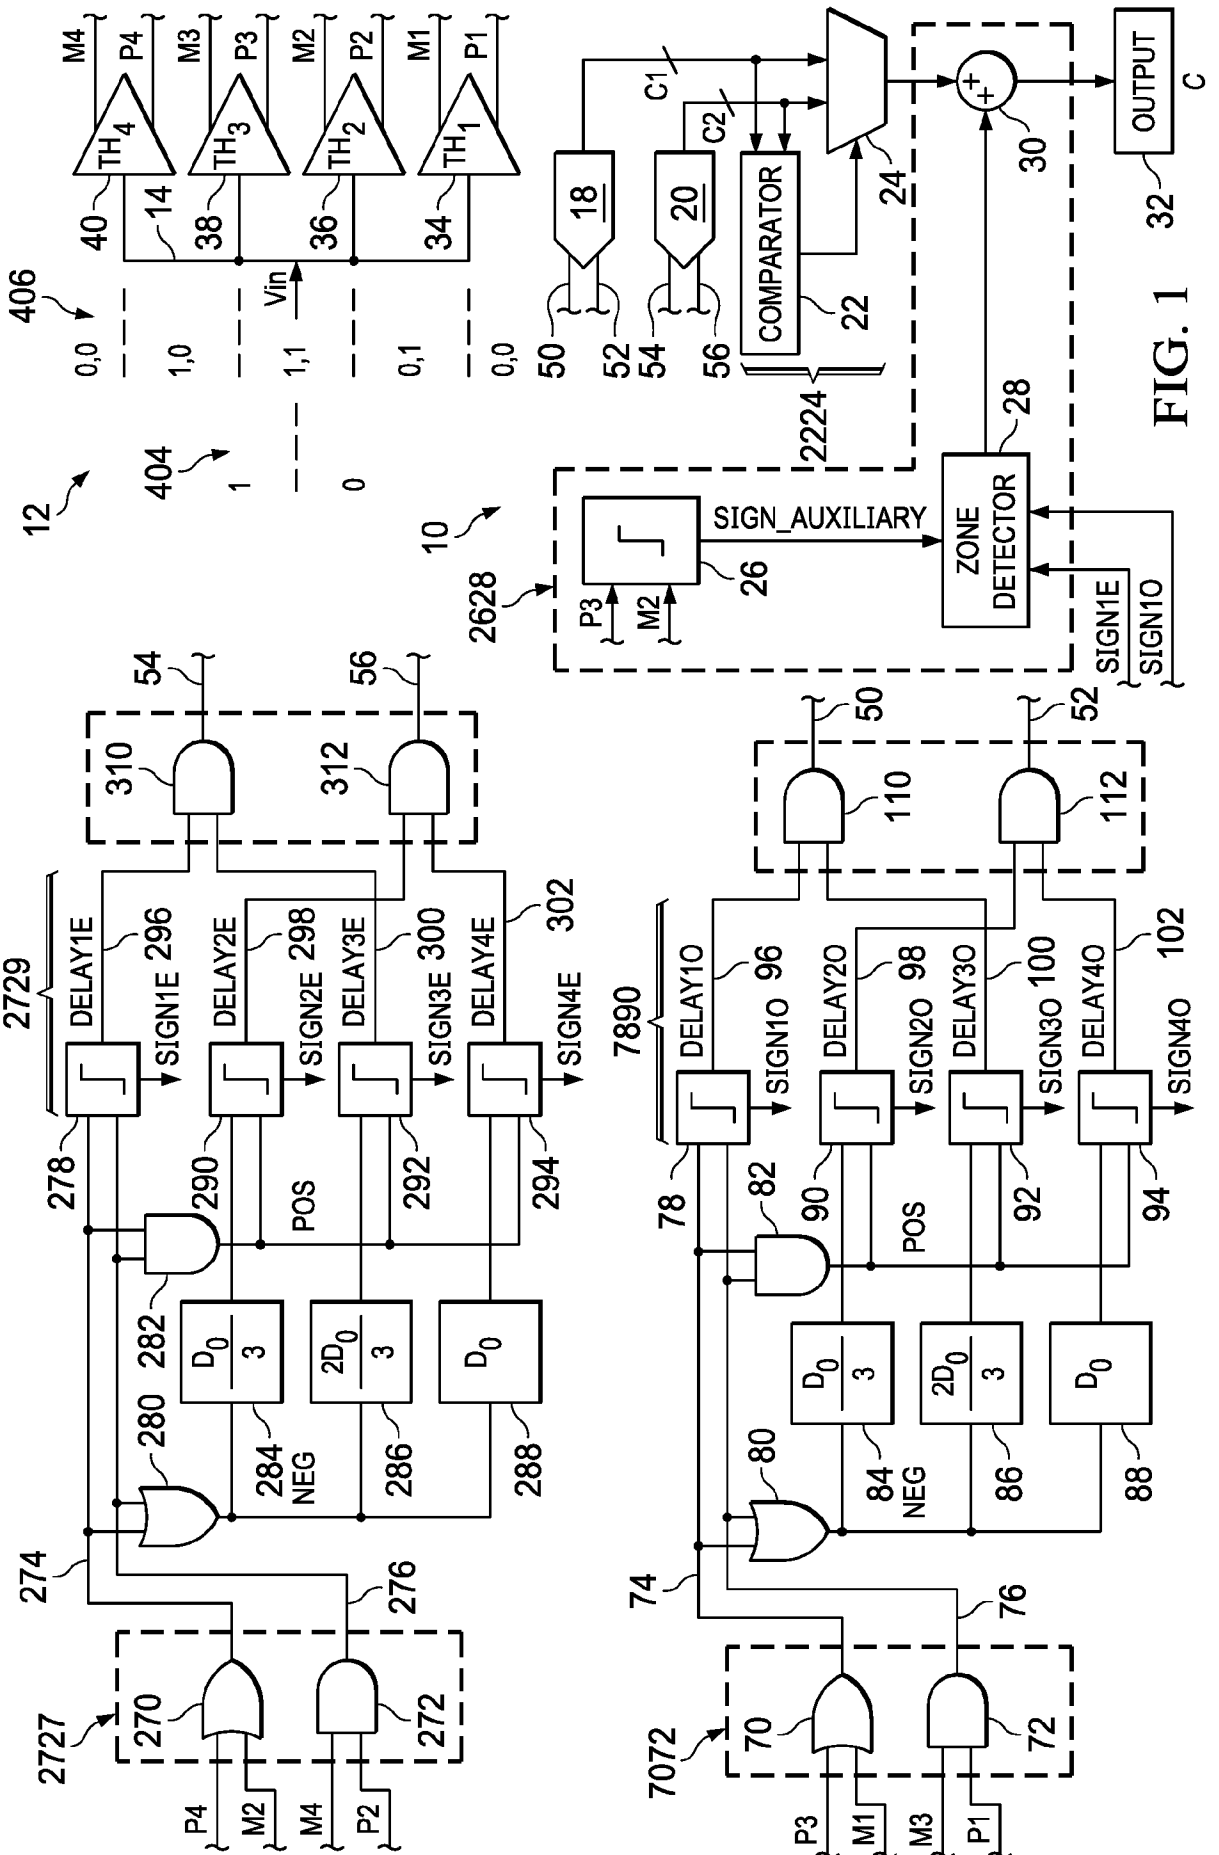 12
404
1
0
406
0,0
1,0
1,1
0,1
0,0
Vin
14
40
TH4
M4
P4
38
TH3
M3
P3
36
TH2
M2
P2
34
TH1
M1
P1
10
50
52
18
C1
54
56
20
C2
COMPARATOR
22
24
2224
2628
P3
M2
26
SIGN_AUXILIARY
ZONE
DETECTOR
28
SIGN1E
SIGN1O
+
+
30
OUTPUT
C
32
FIG. 1
2727
P4
M2
M4
P2
270
272
274
276
280
282
D0
3
284
NEG
2D0
3
286
D0
288
POS
2729
278
DELAY1E
296
SIGN1E
290
DELAY2E
298
SIGN2E
292
DELAY3E
300
SIGN3E
294
DELAY4E
302
SIGN4E
310
54
312
56
7072
P3
M1
M3
P1
70
72
74
76
80
82
D0
3
84
NEG
2D0
3
86
D0
88
POS
7890
78
DELAY1O
96
SIGN1O
90
DELAY2O
98
SIGN2O
92
DELAY3O
100
SIGN3O
94
DELAY4O
102
SIGN4O
110
50
112
52